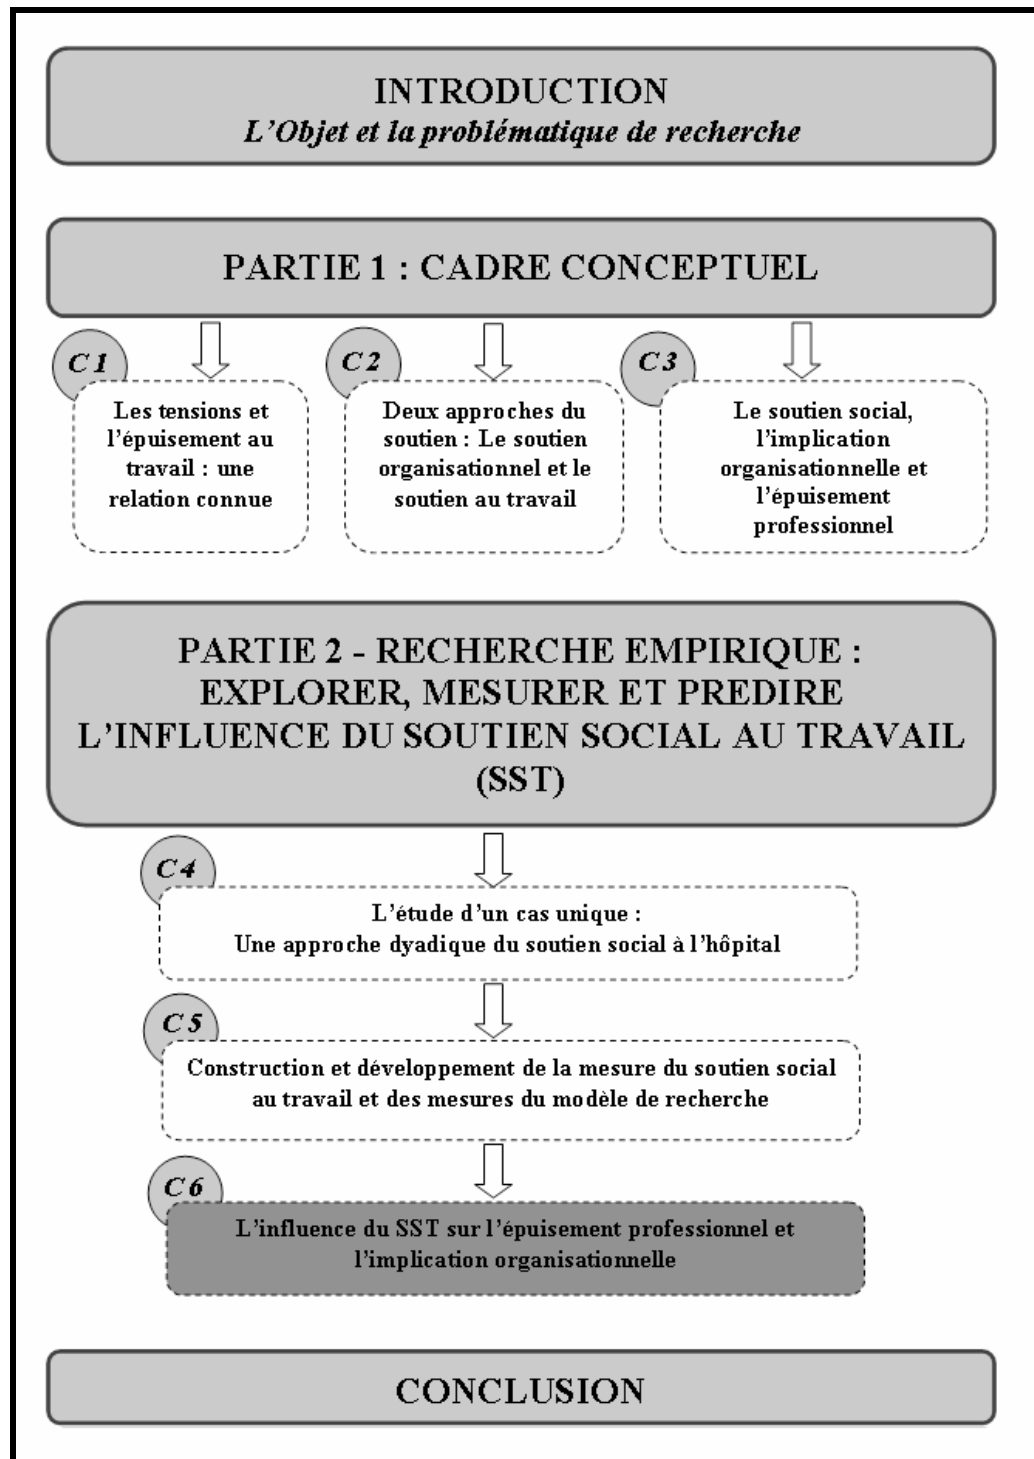 INTRODUCTION
L'Objet et la problématique de recherche
PARTIE 1 : CADRE CONCEPTUEL
C1
Les tensions et
l'épuisement au
travail : une
relation connue
C2
Deux approches du
soutien : Le soutien
organisationnel et le
soutien au travail
C3
Le soutien social,
l'implication
organisationnelle et
l'épuisement
professionnel
PARTIE 2 - RECHERCHE EMPIRIQUE :
EXPLORER, MESURER ET PREDIRE
L'INFLUENCE DU SOUTIEN SOCIAL AU TRAVAIL
(SST)
C4
L'étude d'un cas unique :
Une approche dyadique du soutien social à l'hôpital
C5
Construction et développement de la mesure du soutien social
au travail et des mesures du modèle de recherche
C6
L'influence du SST sur l'épuisement professionnel et
l'implication organisationnelle
CONCLUSION